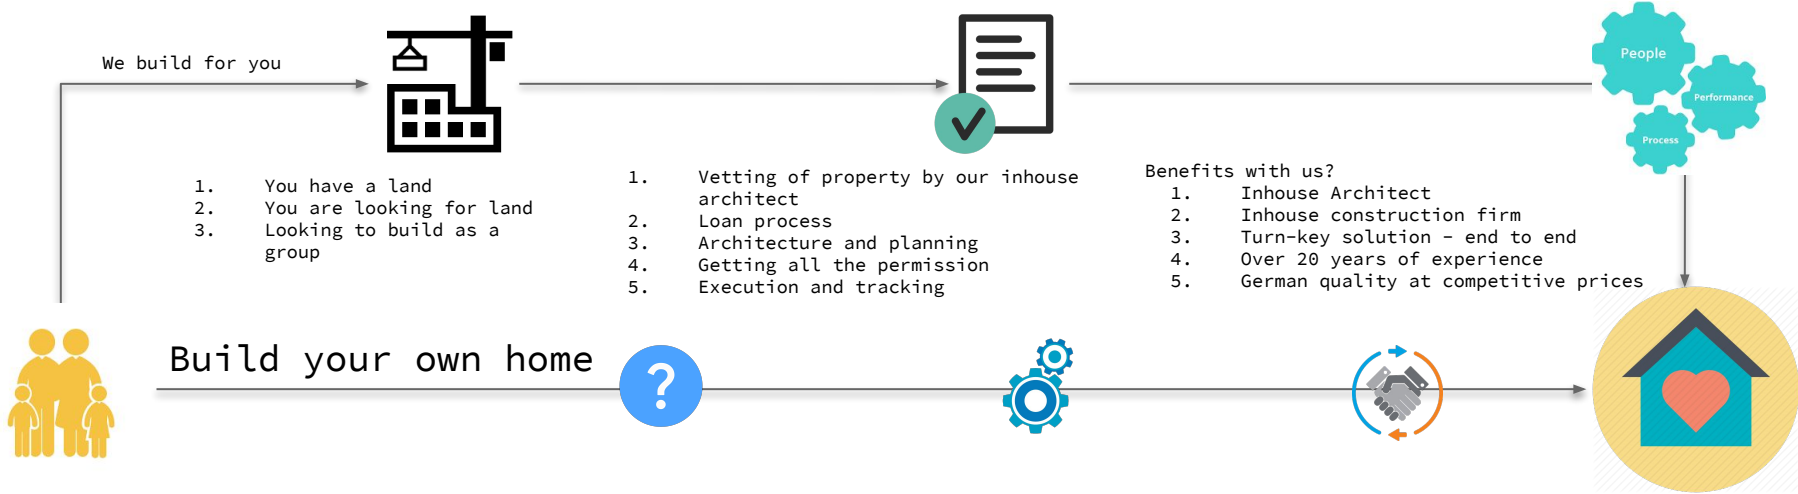 We build for you
People
Performance
Process
1. You have a land
2. You are looking for land
3. Looking to build as a
group
1. Vetting of property by our inhouse
architect
2. Loan process
3. Architecture and planning
4. Getting all the permission
5. Execution and tracking
Benefits with us?
1. Inhouse Architect
2. Inhouse construction firm
3. Turn-key solution - end to end
4. Over 20 years of experience
5. German quality at competitive prices
Build your own home
?